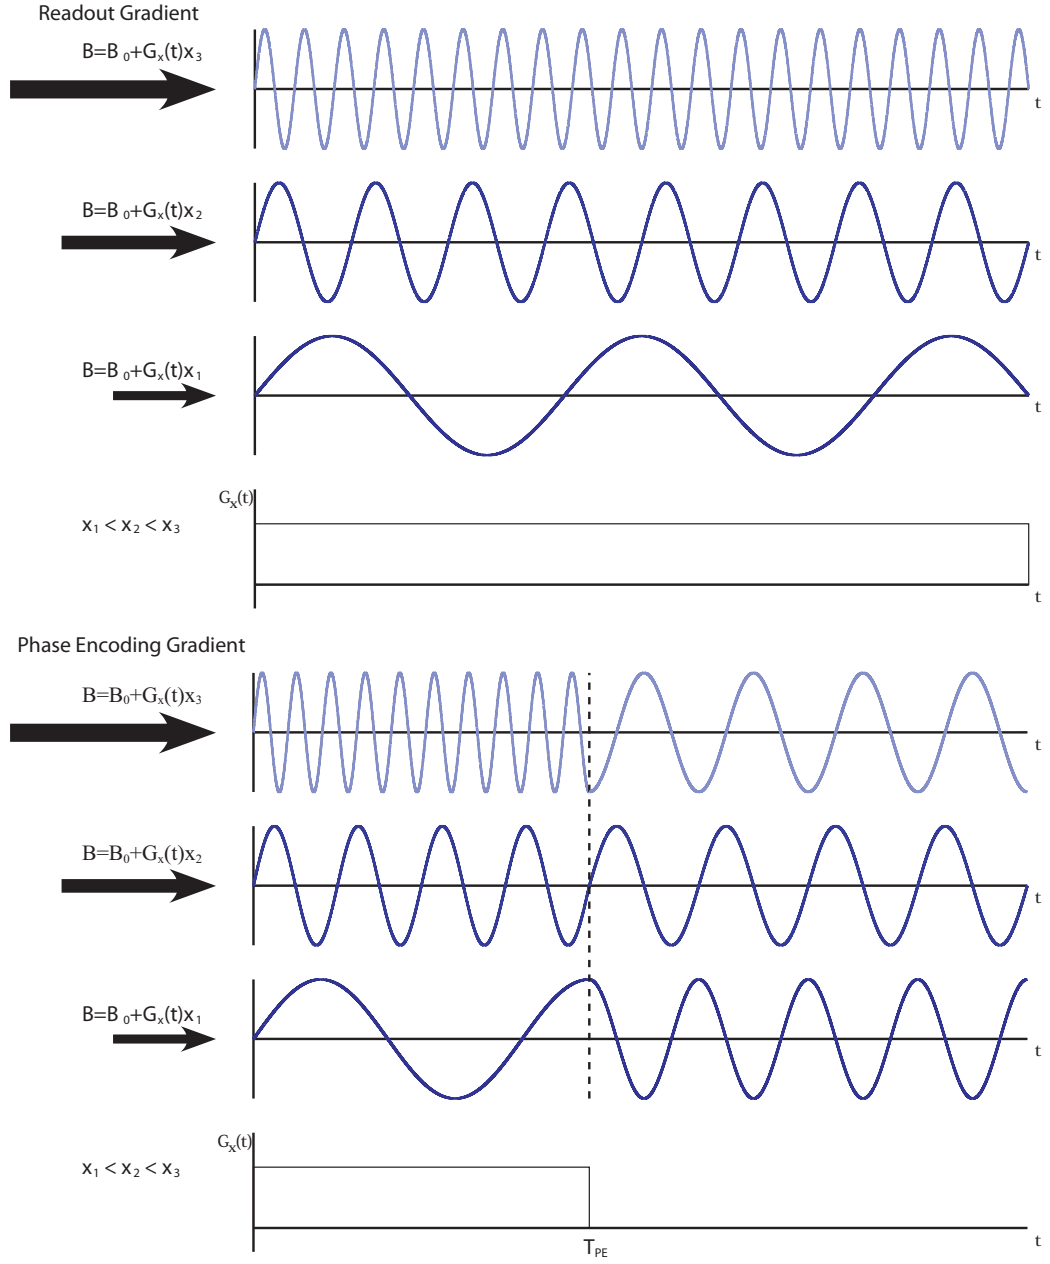 Readout Gradient
B=B₀+Gₓ(t)x₃
t
B=B₀+Gₓ(t)x₂
t
B=B₀+Gₓ(t)x₁
t
Gₓ(t)
x₁ < x₂ < x₃
t
Phase Encoding Gradient
B=B₀+Gₓ(t)x₃
t
B=B₀+Gₓ(t)x₂
t
B=B₀+Gₓ(t)x₁
t
Gₓ(t)
x₁ < x₂ < x₃
t
T_PE